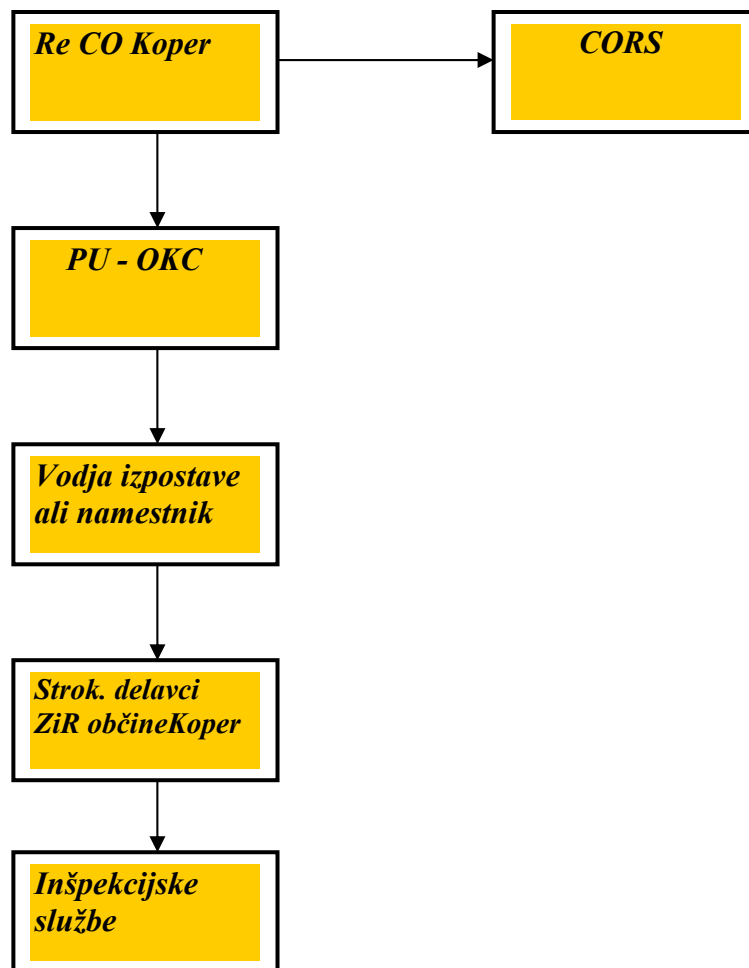 Re CO Koper
CORS
PU - OKC
Vodja izpostave
ali namestnik
Strok. delavci
ZiR občineKoper
Inšpekcijske
službe